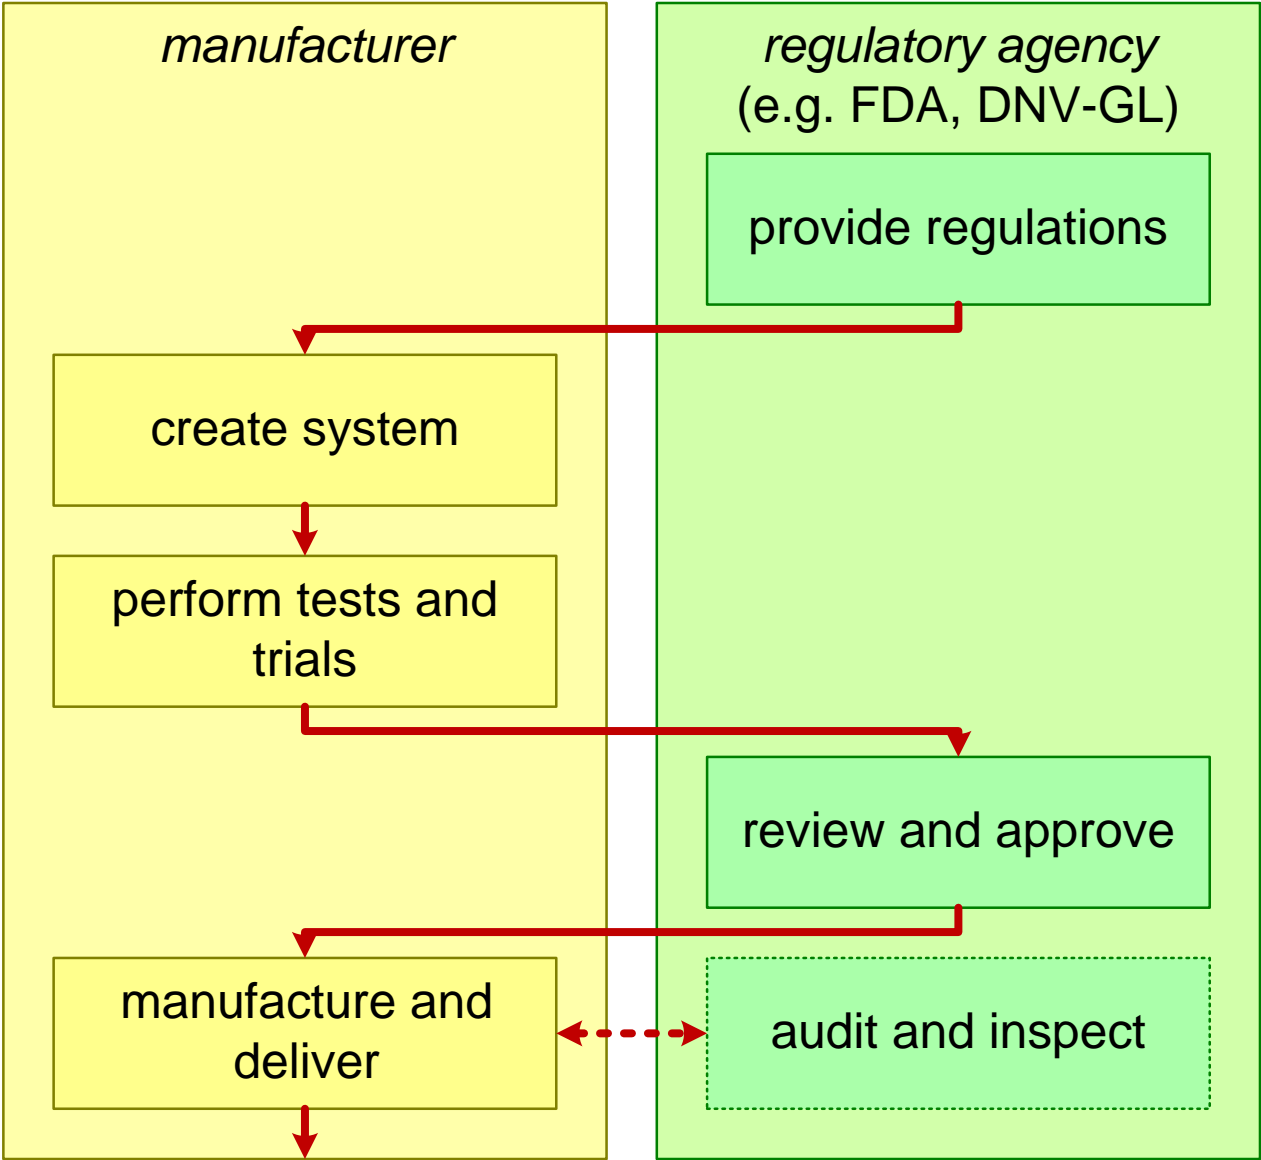 manufacturer
regulatory agency
(e.g. FDA, DNV-GL)
provide regulations
create system
perform tests and
trials
review and approve
manufacture and
deliver
audit and inspect